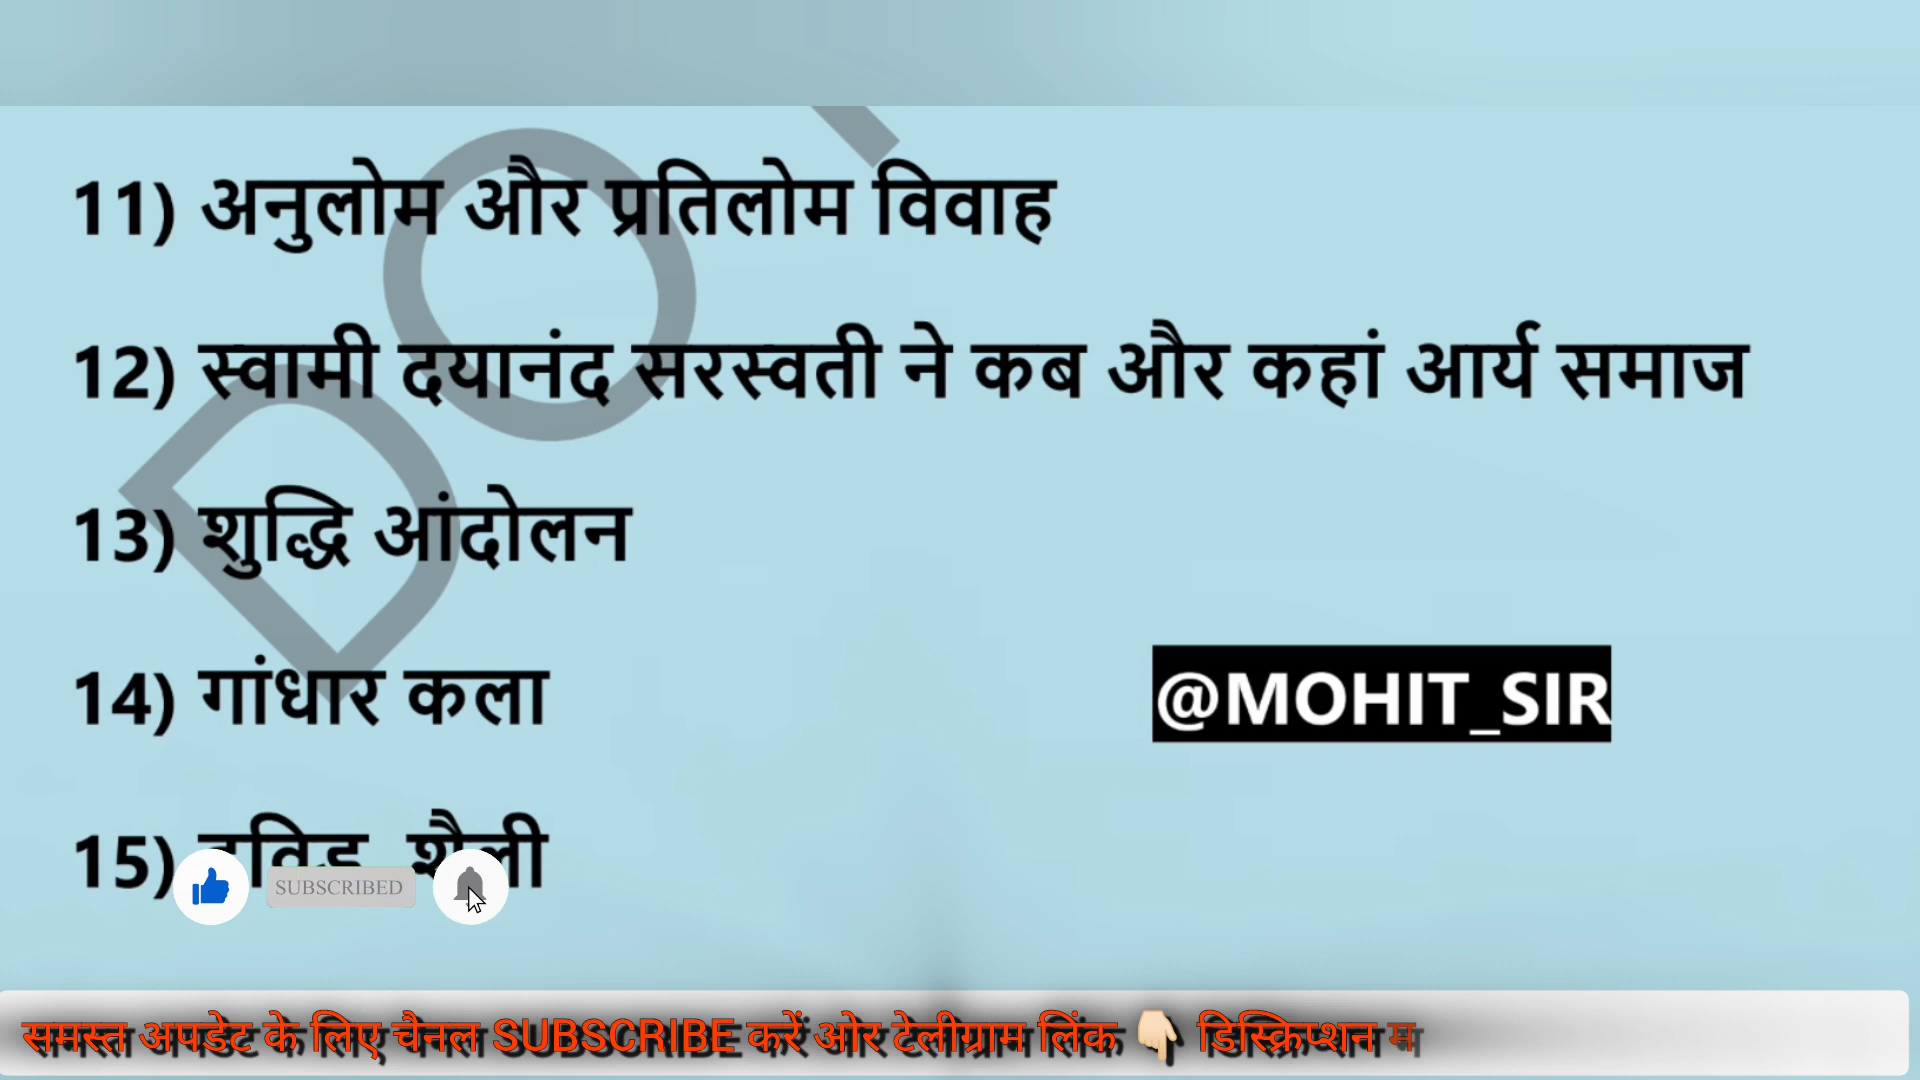 11) अनुलोम और प्रतिलोम विवाह
12) स्वामी दयानंद सरस्वती ने कब और कहां आर्य समाज
13) शुद्धि आंदोलन
14) गांधार कला
@MOHIT_SIR
15) शैली
SUBSCRIBED
समस्त अपडेट के लिए चैनल SUBSCRIBE करें ओर टेलीग्राम लिंक 👇🏻 डिस्क्रिप्शन म